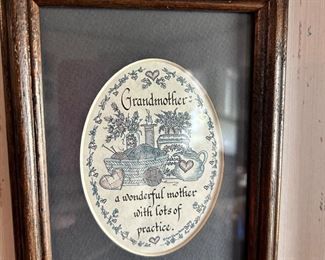 Grandmother:
a wonderful mother
with lots of
practice.